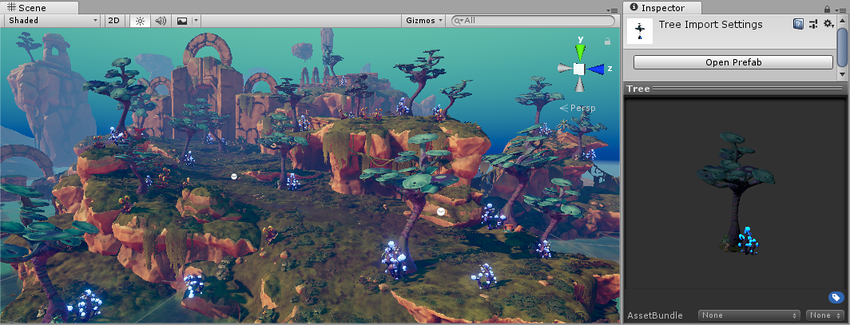 Scene
Inspector
Shaded
2D
Gizmos
All
Tree Import Settings
Open Prefab
y
z
Persp
Tree
AssetBundle
None
None